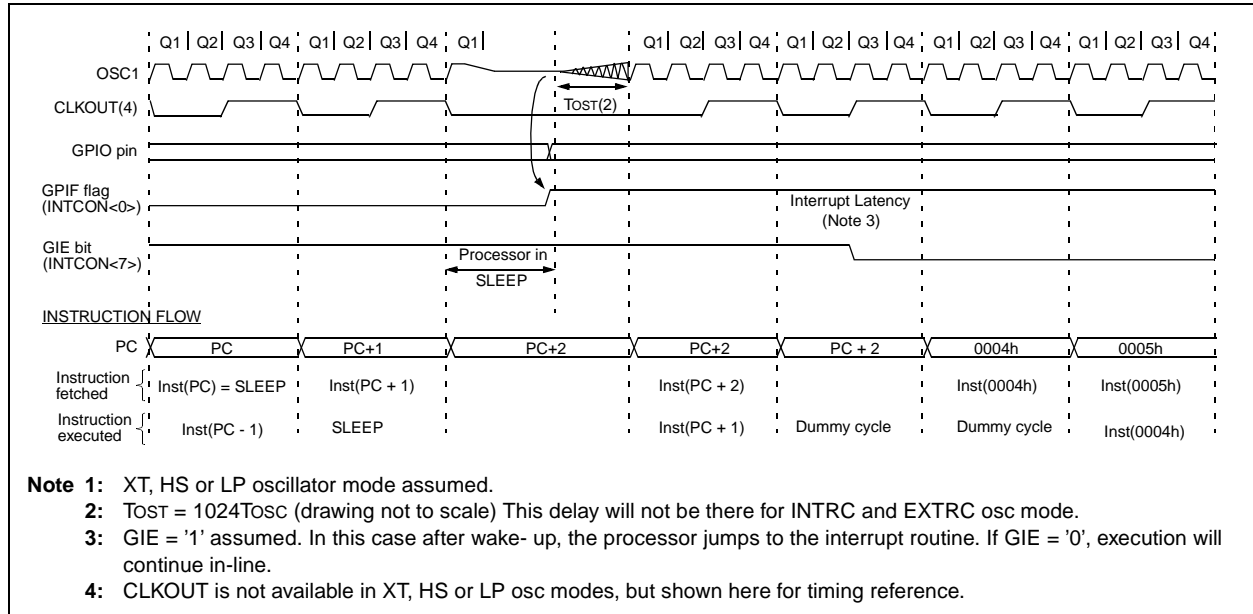 Q1 Q2 Q3 Q4 Q1 Q2 Q3 Q4 Q1 Q1 Q2 Q3 Q4 Q1 Q2 Q3 Q4 Q1 Q2 Q3 Q4 Q1 Q2 Q3 Q4
OSC1
TOST(2)
CLKOUT(4)
GPIO pin
GPIF flag
(INTCON<0>)
Interrupt Latency
(Note 3)
GIE bit
(INTCON<7>)
Processor in
SLEEP
INSTRUCTION FLOW
PC PC PC+1 PC+2 PC+2 PC + 2 0004h 0005h
Instruction
fetched
Inst(PC) = SLEEP Inst(PC + 1) Inst(PC + 2) Inst(0004h) Inst(0005h)
Instruction
executed
Inst(PC - 1) SLEEP Inst(PC + 1) Dummy cycle Dummy cycle Inst(0004h)
Note 1: XT, HS or LP oscillator mode assumed.
2: TOST = 1024TOSC (drawing not to scale) This delay will not be there for INTRC and EXTRC osc mode.
3: GIE = '1' assumed. In this case after wake- up, the processor jumps to the interrupt routine. If GIE = '0', execution will
continue in-line.
4: CLKOUT is not available in XT, HS or LP osc modes, but shown here for timing reference.